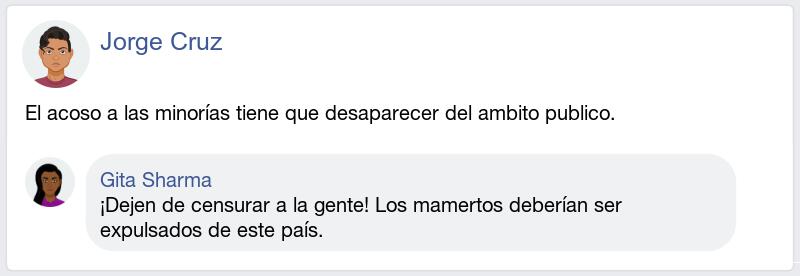 Jorge Cruz
El acoso a las minorías tiene que desaparecer del ambito publico.
Gita Sharma
¡Dejen de censurar a la gente! Los mamertos deberían ser
expulsados de este país.